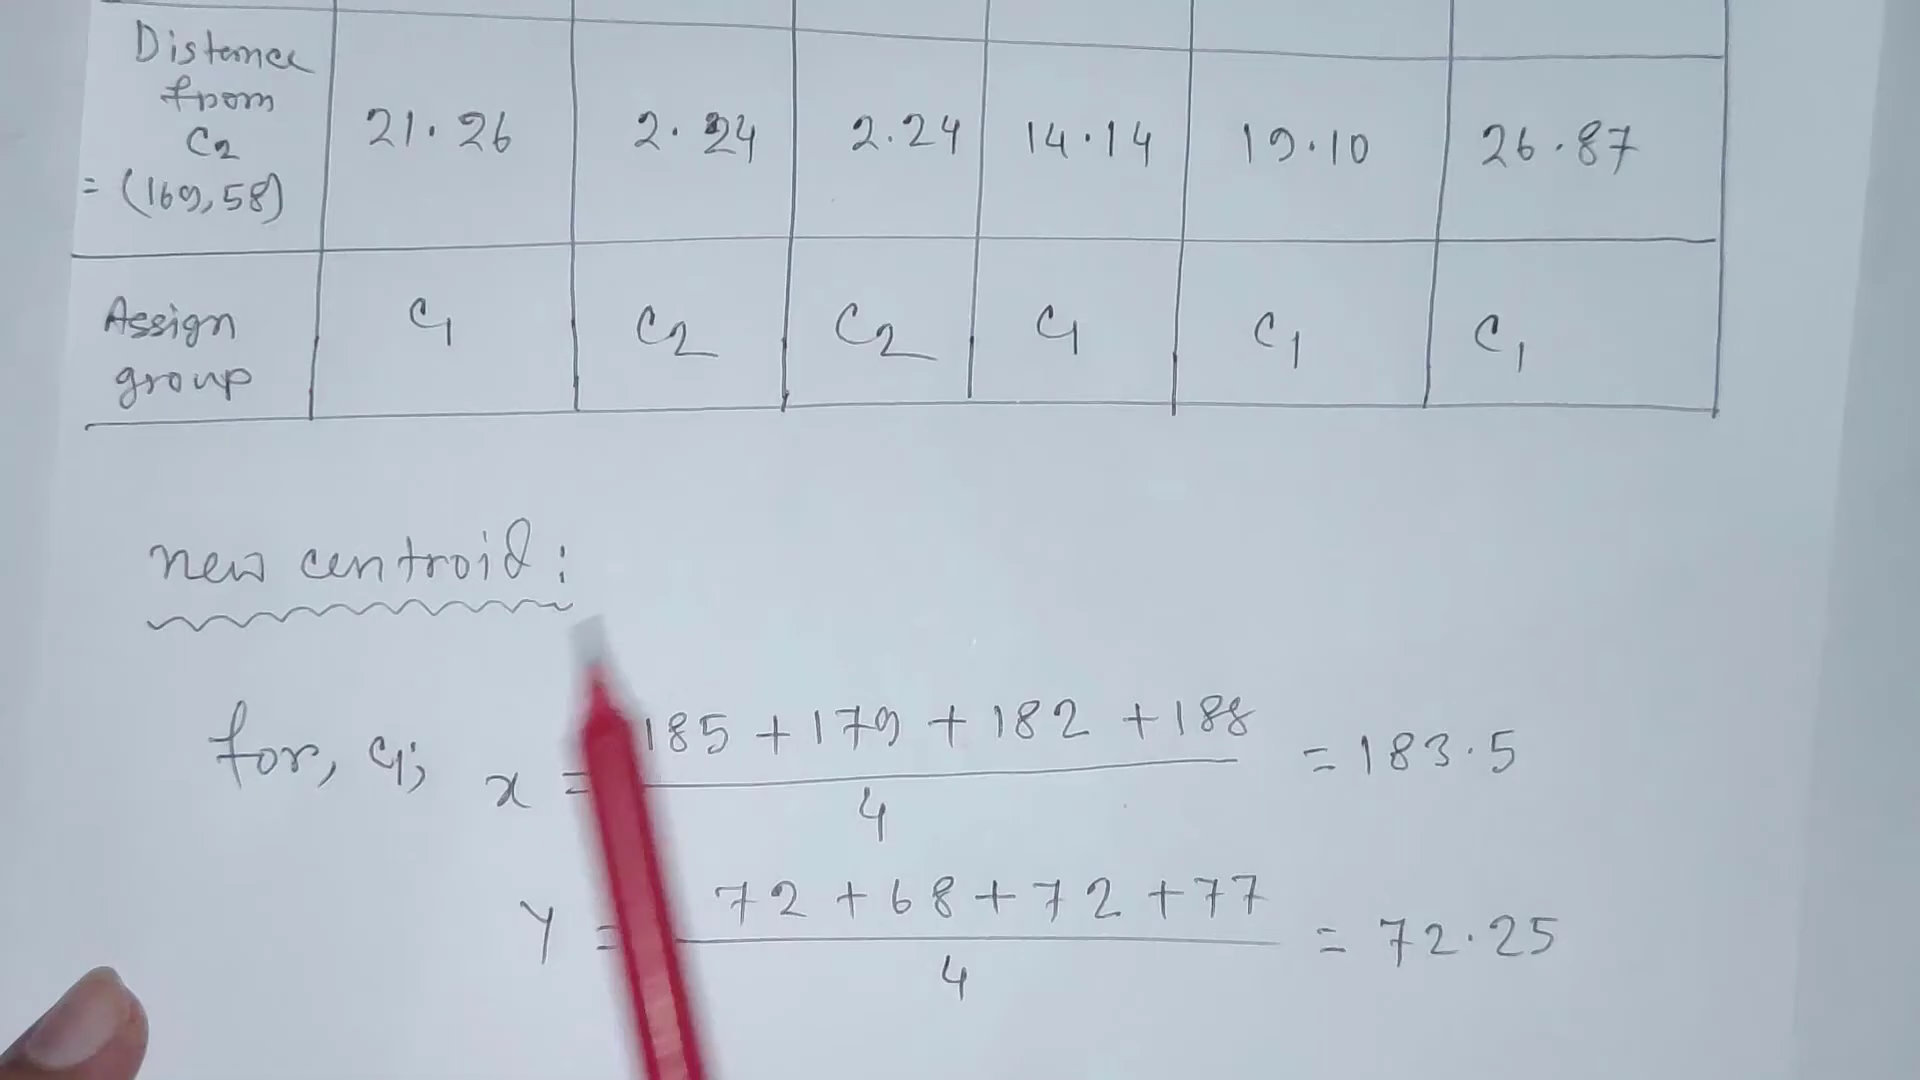 Distance
from
C2
= (169,58)
21.26 2.24 2.24 14.14 19.10 26.87
Assign
group
C1 C2 C2 C1 C1 C1
new centroid:
for, C1; x = 185 + 179 + 182 + 188 / 4 = 183.5
y = 72 + 68 + 72 + 77 / 4 = 72.25